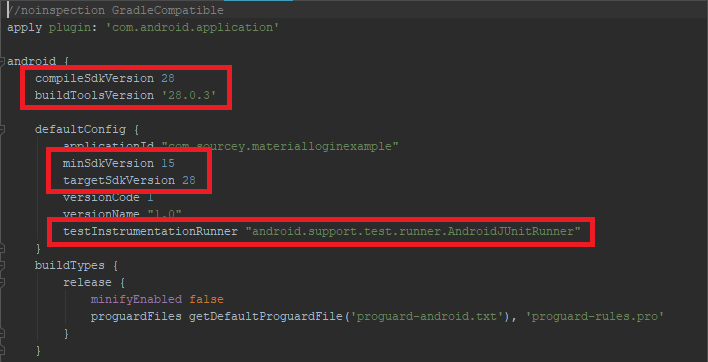 //noinspection GradleCompatible
apply plugin: 'com.android.application'
android {
compileSdkVersion 28
buildToolsVersion '28.0.3'
defaultConfig {
applicationId "com.sourcey.materialloginexample"
minSdkVersion 15
targetSdkVersion 28
versionCode 1
versionName "1.0"
testInstrumentationRunner "android.support.test.runner.AndroidJUnitRunner"
}
buildTypes {
release {
minifyEnabled false
proguardFiles getDefaultProguardFile('proguard-android.txt'), 'proguard-rules.pro'
}
}